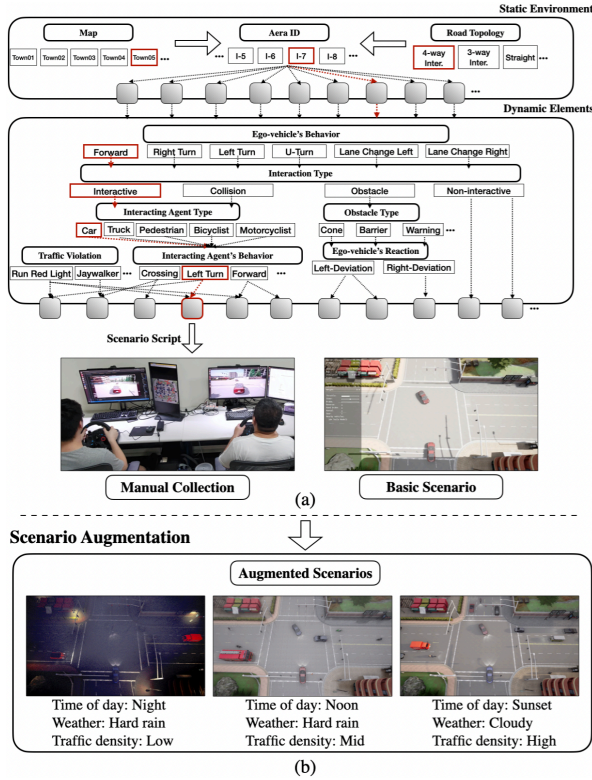 Static Environment
Map
Aera ID
Road Topology
Town01 Town02 Town03 Town04 Town05 •••
••• I-5 I-6 I-7 I-8 •••
4-way Inter. 3-way Inter. Straight •••
•••
Dynamic Elements
Ego-vehicle's Behavior
Forward Right Turn Left Turn U-Turn Lane Change Left Lane Change Right
Interaction Type
Interactive Collision Obstacle Non-interactive
Interacting Agent Type
Obstacle Type
Car Truck Pedestrian Bicyclist Motorcyclist
Cone Barrier Warning •••
Traffic Violation
Interacting Agent's Behavior
Ego-vehicle's Reaction
Run Red Light Jaywalker •••
Crossing Left Turn Forward •••
Left-Deviation Right-Deviation
•••
Scenario Script
Manual Collection
Basic Scenario
(a)
Scenario Augmentation
Augmented Scenarios
Time of day: Night
Weather: Hard rain
Traffic density: Low
Time of day: Noon
Weather: Hard rain
Traffic density: Mid
Time of day: Sunset
Weather: Cloudy
Traffic density: High
(b)